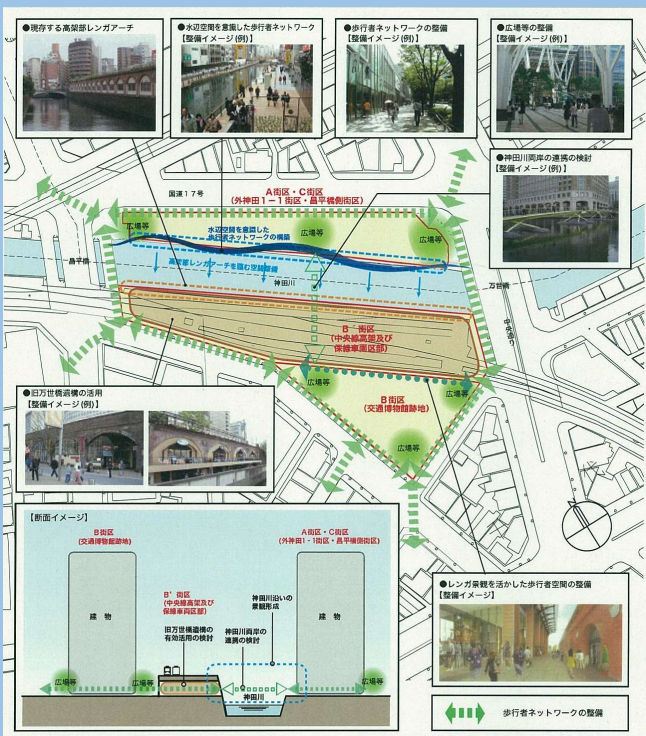 ●現存する高架部レンガアーチ
●水辺空間を意識した歩行者ネットワーク
【整備イメージ(例)】
●歩行者ネットワークの整備
【整備イメージ(例)】
●広場等の整備
【整備イメージ(例)】
●神田川両岸の連携の検討
【整備イメージ(例)】
国道17号
A街区・C街区
(外神田1-1街区・昌平橋側街区)
広場等
水辺空間を意識した
歩行者ネットワークの構築
広場等
広場等
昌平橋
高架部レンガアーチを臨む空間整備
神田川
万世橋
中央通り
B’街区
(中央線高架及び
保線車両区部)
広場等
広場等
B街区
(交通博物館跡地)
広場等
●旧万世橋遺構の活用
【整備イメージ(例)】
【断面イメージ】
B街区
(交通博物館跡地)
A街区・C街区
(外神田1-1街区・昌平橋側街区)
B’街区
(中央線高架及び
保線車両区部)
旧万世橋遺構の
有効活用の検討
神田川沿いの
景観形成
神田川両岸の
連携の検討
建物
建物
広場等
広場等
神田川
広場等
●レンガ景観を活かした歩行者空間の整備
【整備イメージ】
歩行者ネットワークの整備